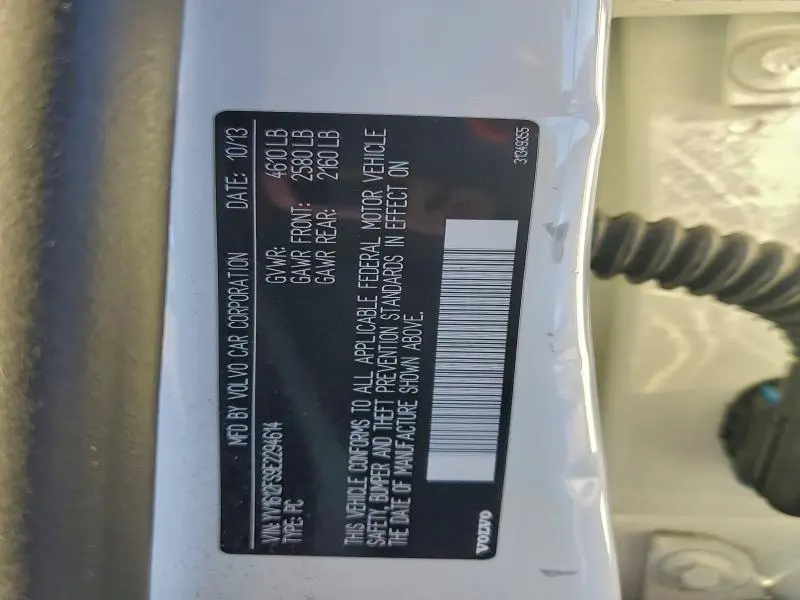 MFD BY VOLVO CAR CORPORATION DATE: 10/13
VIN: YV1612FS9E2294614 GVWR: 4610 LB
TYPE: PC GAWR FRONT: 2580 LB
GAWR REAR: 2160 LB
THIS VEHICLE CONFORMS TO ALL APPLICABLE FEDERAL MOTOR VEHICLE
SAFETY, BUMPER AND THEFT PREVENTION STANDARDS IN EFFECT ON
THE DATE OF MANUFACTURE SHOWN ABOVE.
VOLVO 31349355